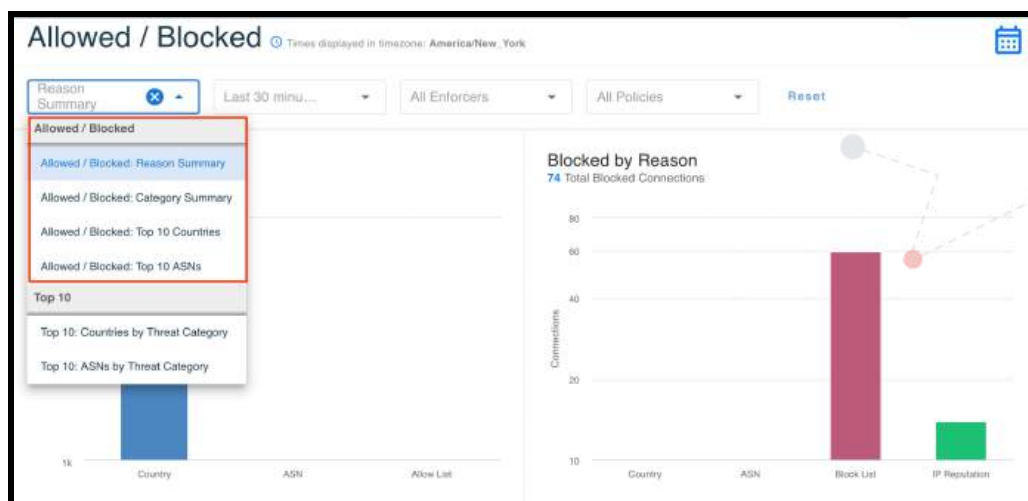 Allowed / Blocked Times displayed in timezone: America/New_York
Reason
Summary
Last 30 minu...
All Enforcers
All Policies
Reset
Allowed / Blocked
Allowed / Blocked: Reason Summary
Allowed / Blocked: Category Summary
Allowed / Blocked: Top 10 Countries
Allowed / Blocked: Top 10 ASNs
Top 10
Top 10: Countries by Threat Category
Top 10: ASNs by Threat Category
1k
Country
ASN
Allow List
Blocked by Reason
74 Total Blocked Connections
80
60
40
20
10
Connections
Country
ASN
Block List
IP Reputation